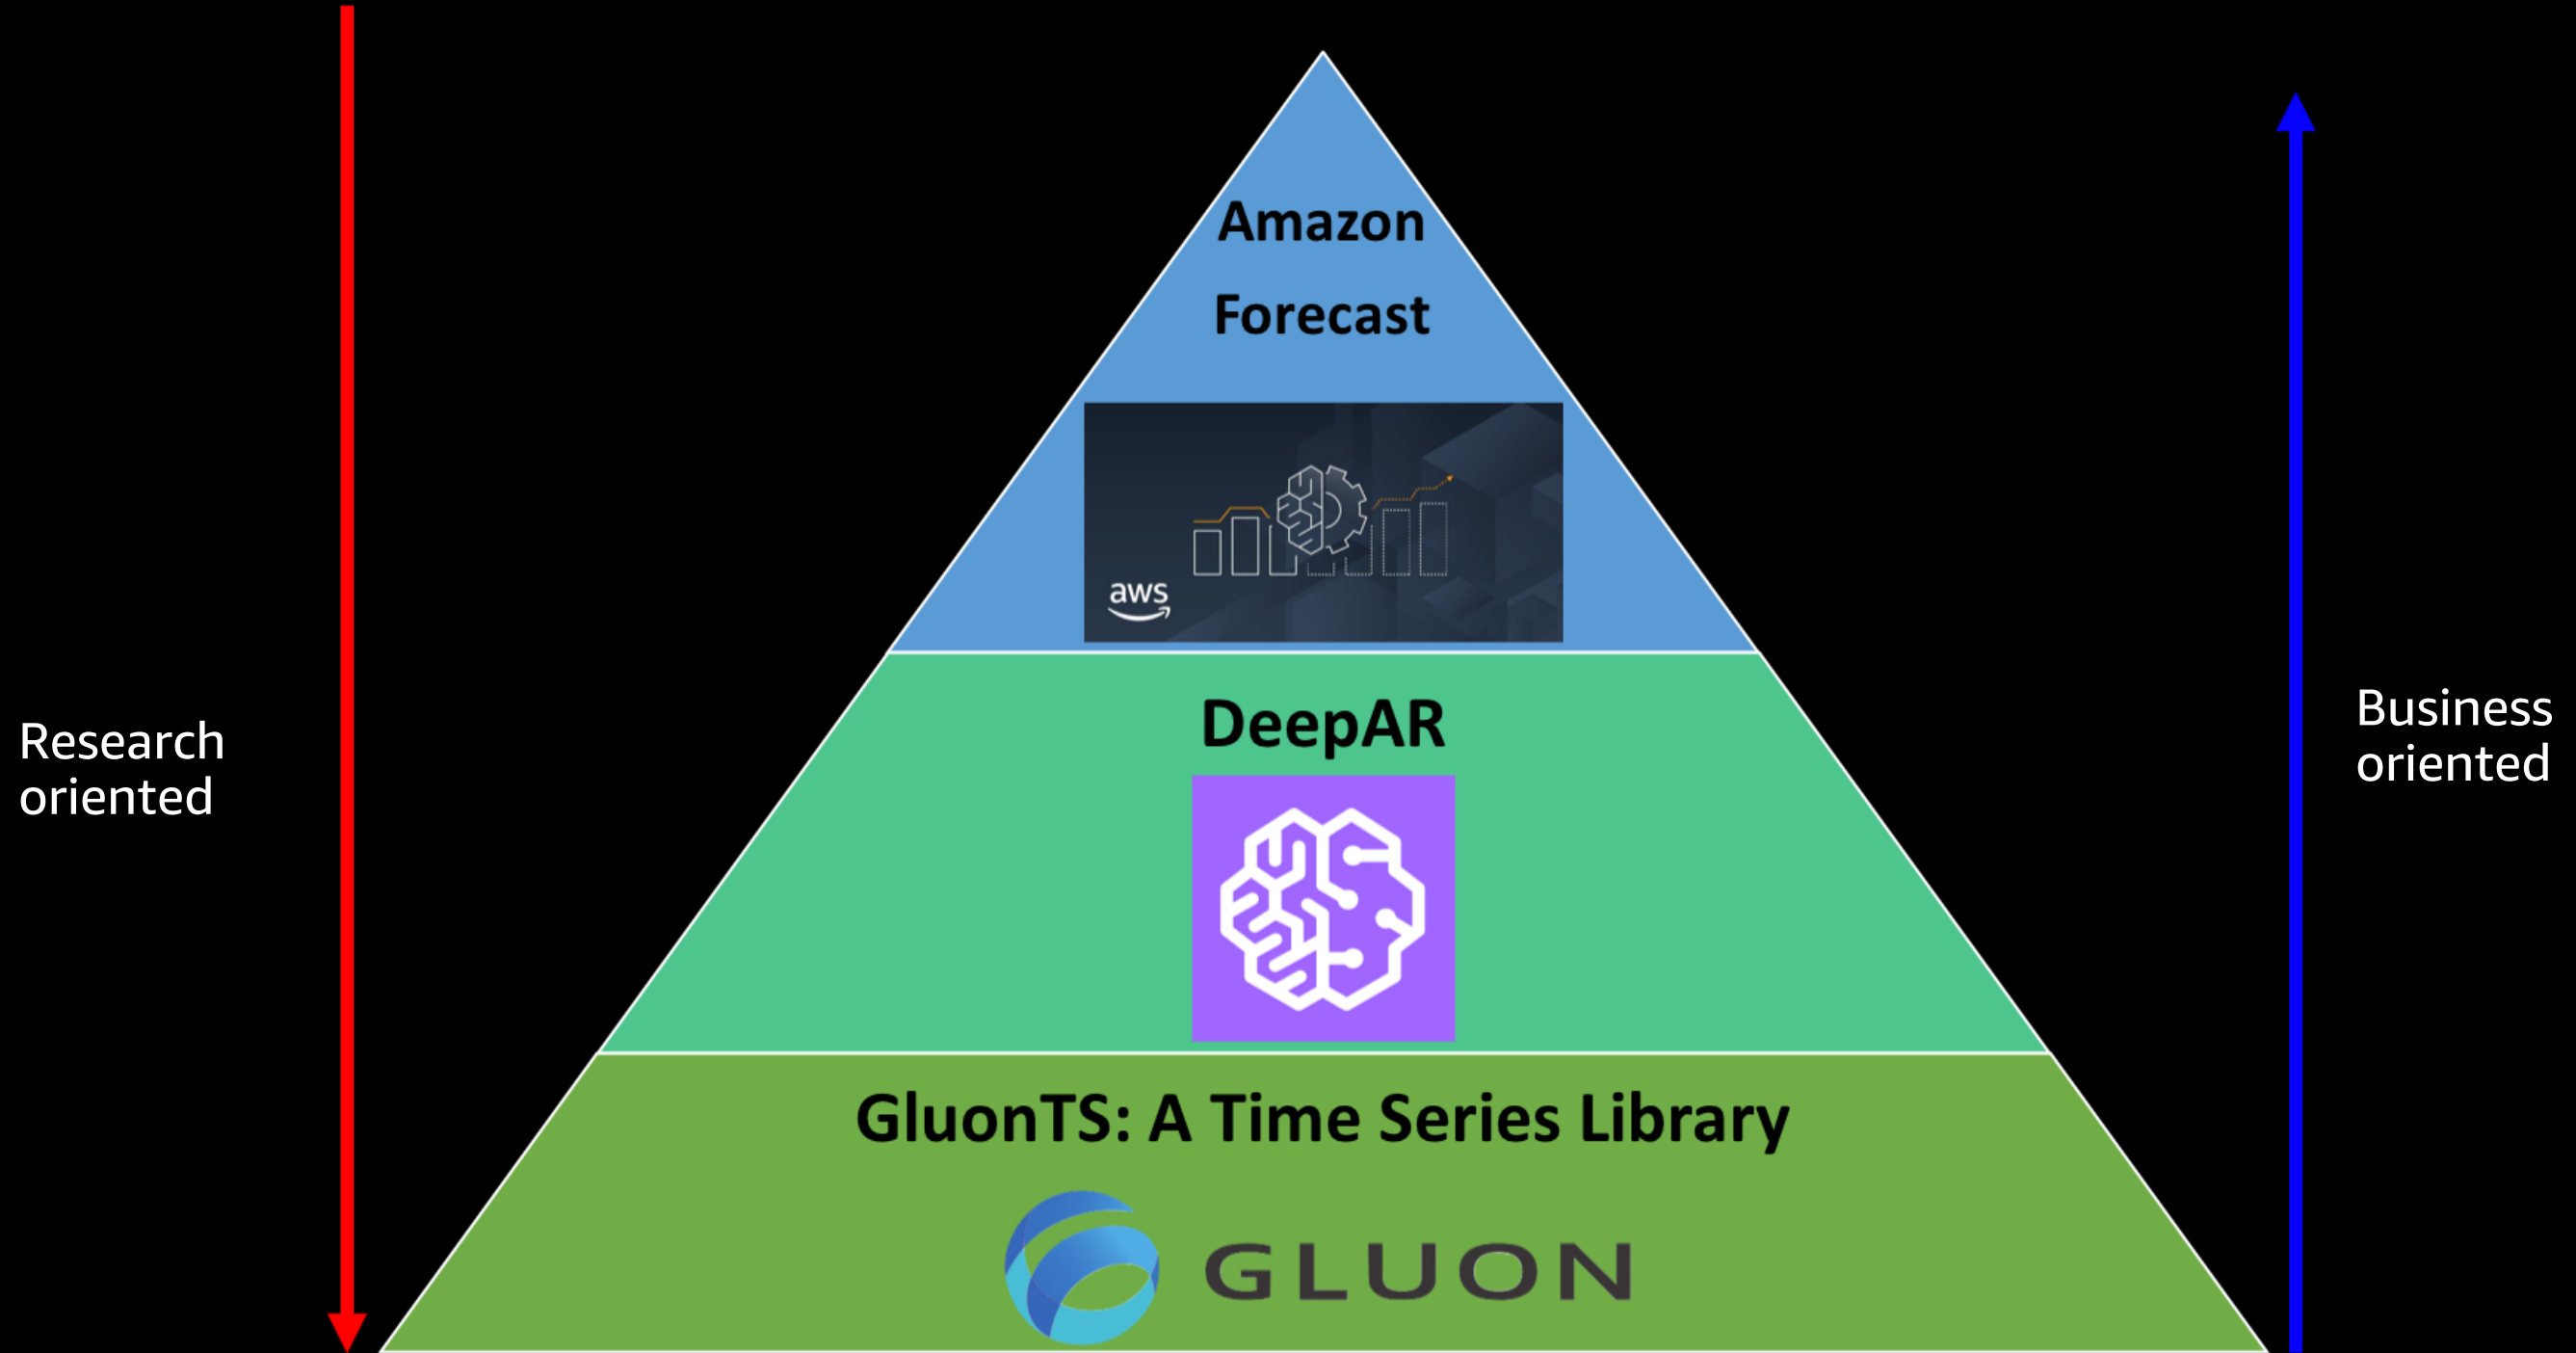 Amazon
Forecast
aws
Research
oriented
DeepAR
Business
oriented
GluonTS: A Time Series Library
GLUON